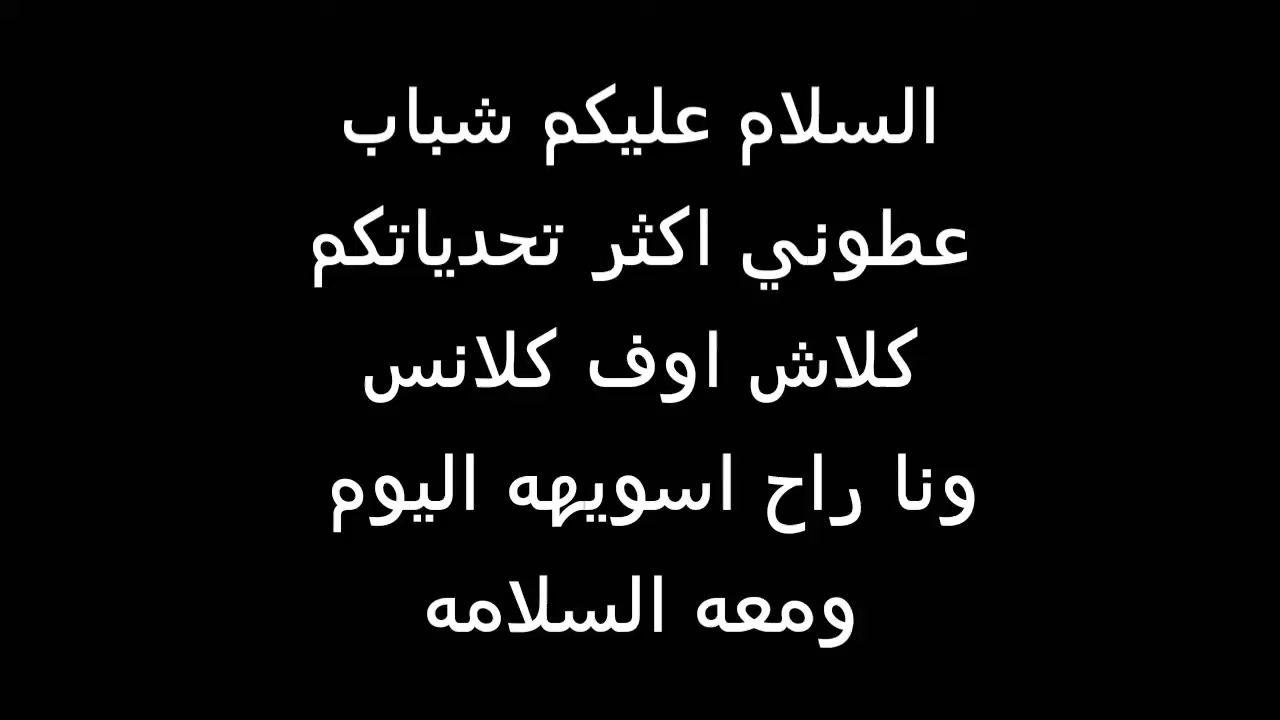 السلام عليكم شباب
عطوني اكثر تحدياتكم
كلاش اوف كلانس
ونا راح اسويهه اليوم
ومعه السلامه